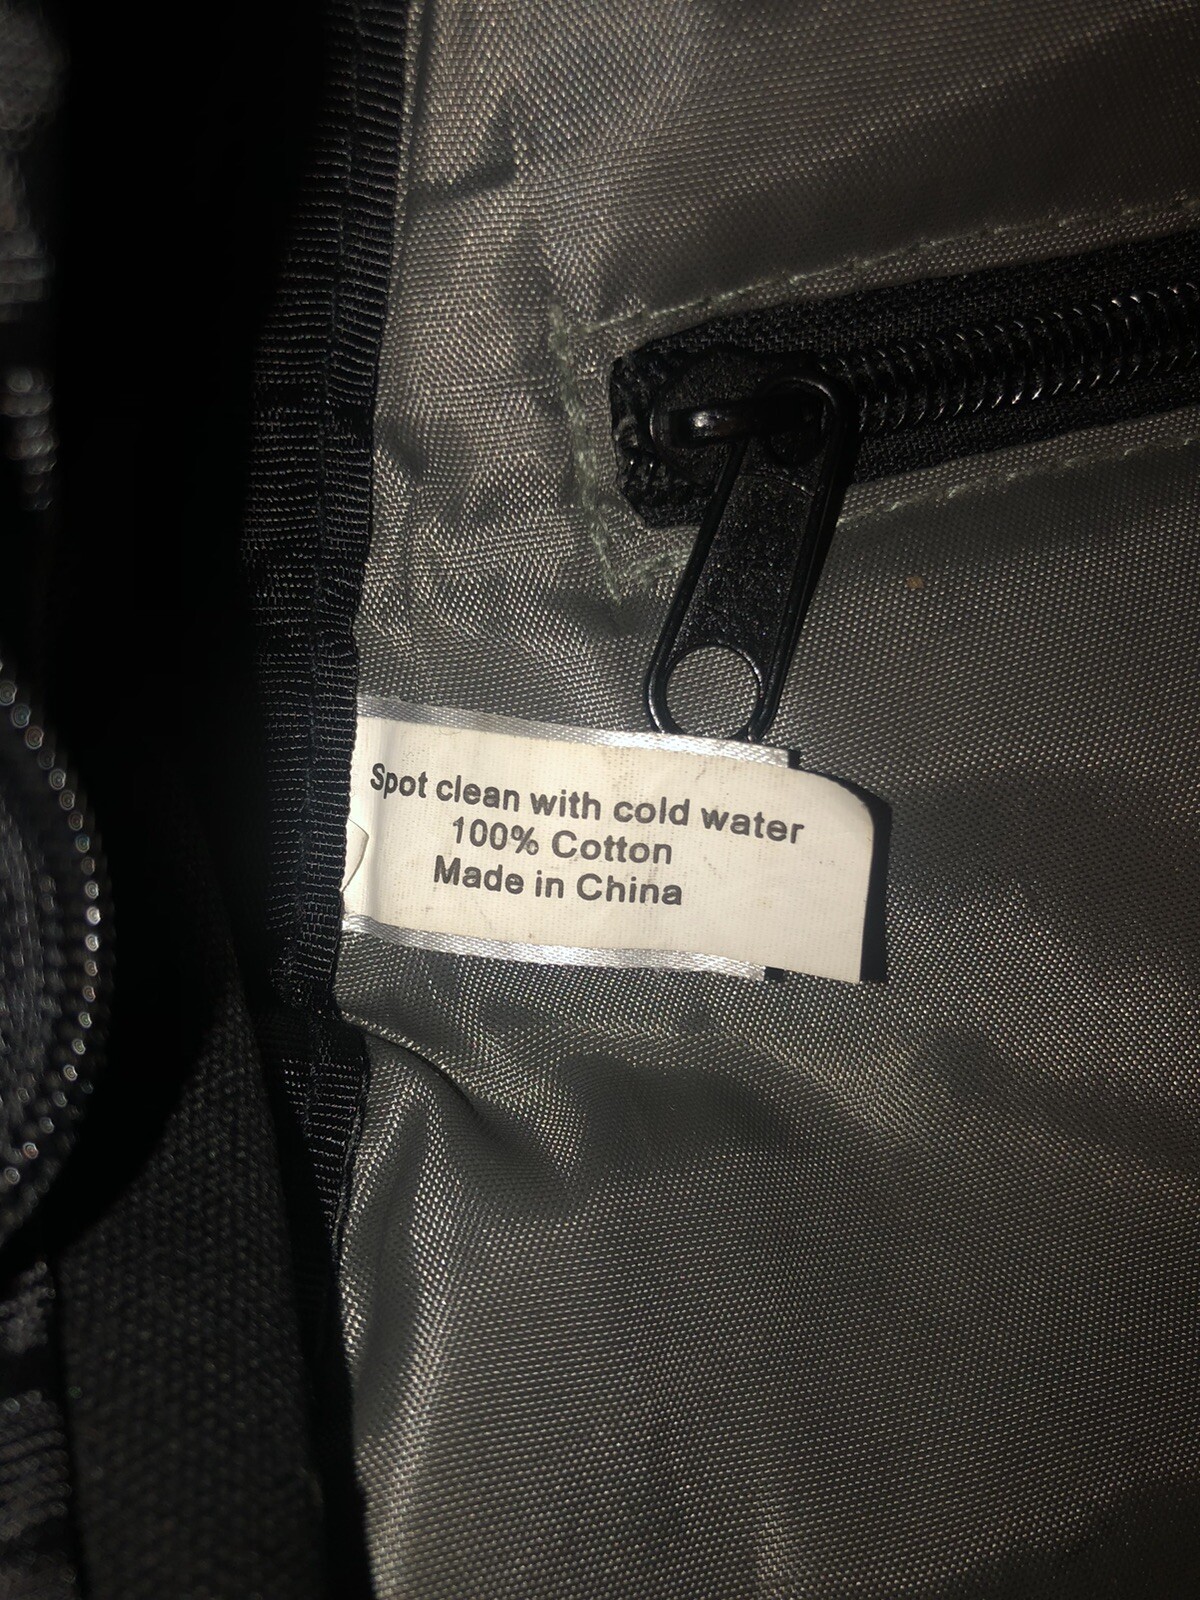 Spot clean with cold water
100% Cotton
Made in China